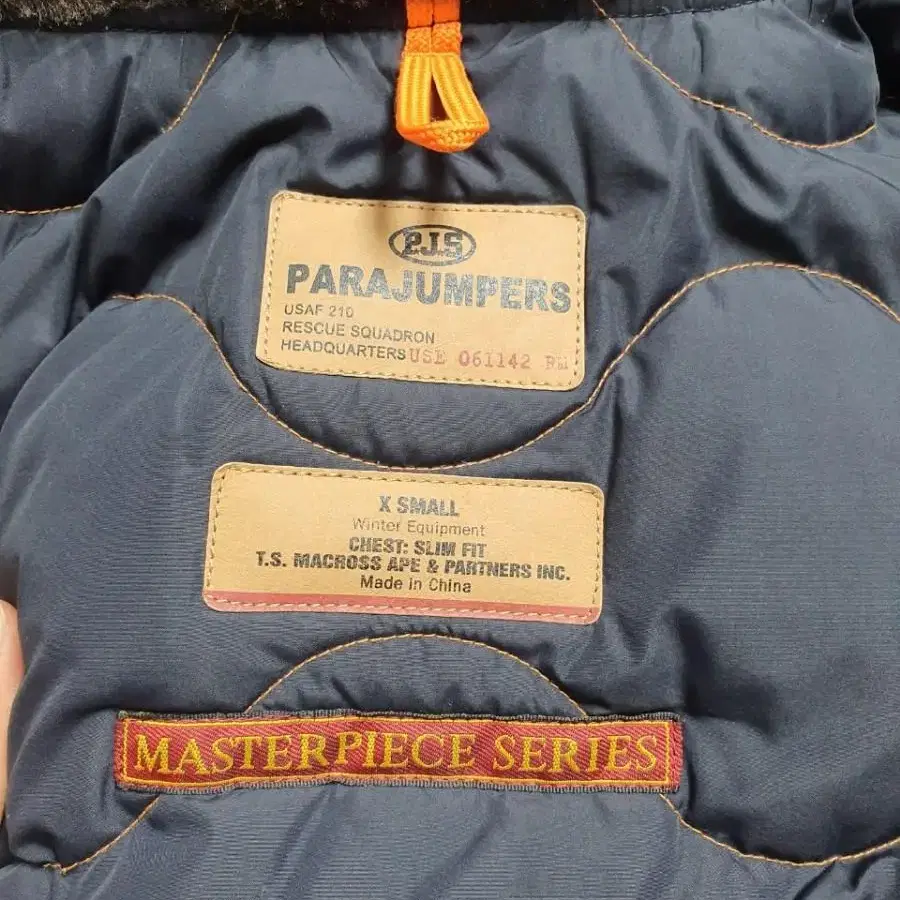 P.J.S
PARAJUMPERS
USAF 210
RESCUE SQUADRON
HEADQUARTERS USE 061142
X SMALL
Winter Equipment
CHEST: SLIM FIT
T.S. MACROSS APE & PARTNERS INC.
Made in China
MASTERPIECE SERIES